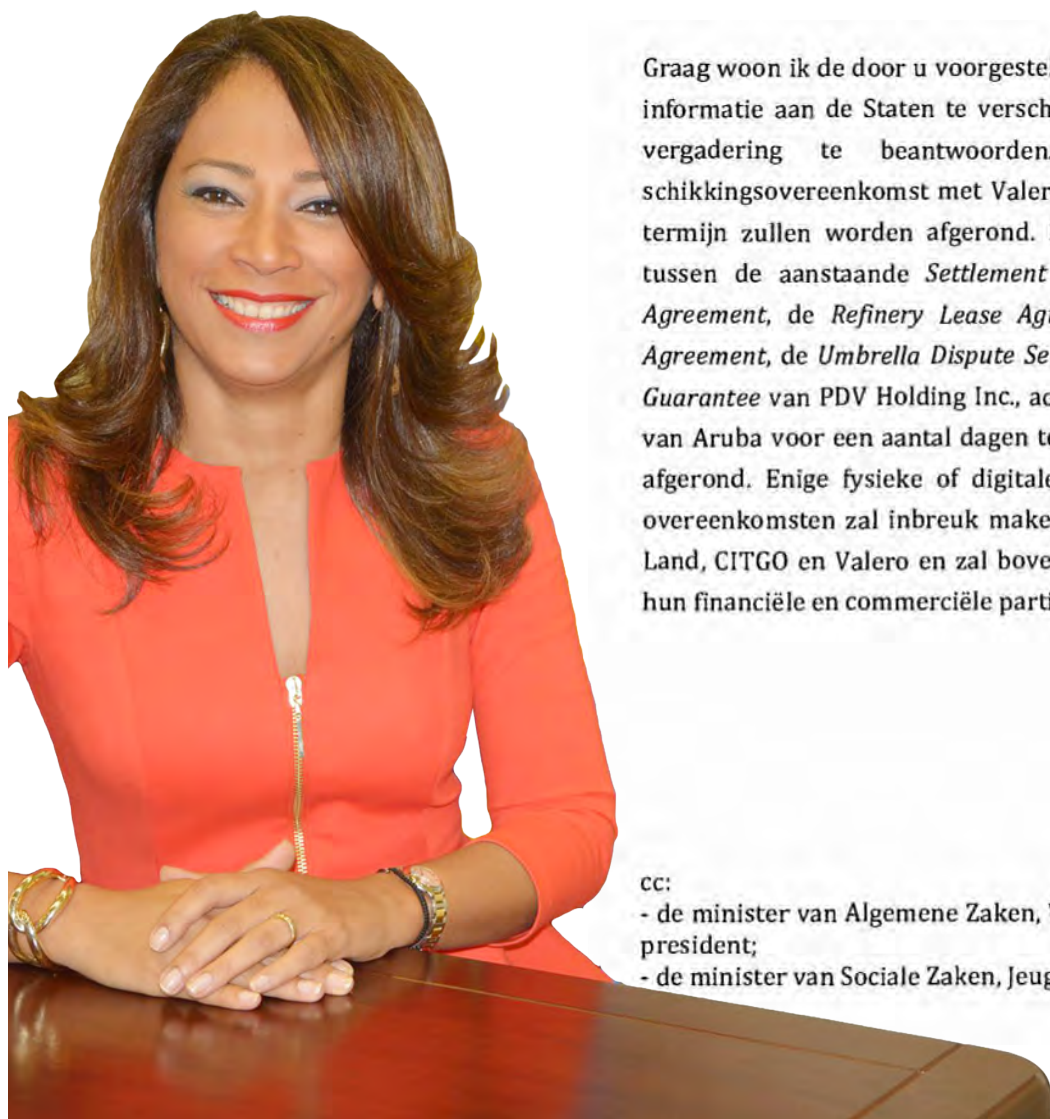 Graag woon ik de door u voorgeste
informatie aan de Staten te versch
vergadering te beantwoorden
schikkingsovereenkomst met Valer
termijn zullen worden afgerond.
tussen de aanstaande Settlement
Agreement, de Refinery Lease Ag
Agreement, de Umbrella Dispute Se
Guarantee van PDV Holding Inc., ac
van Aruba voor een aantal dagen t
afgerond. Enige fysieke of digitale
overeenkomsten zal inbreuk make
Land, CITGO en Valero en zal bove
hun financiële en commerciële parti
cc:
- de minister van Algemene Zaken,
president;
- de minister van Sociale Zaken, Jeug